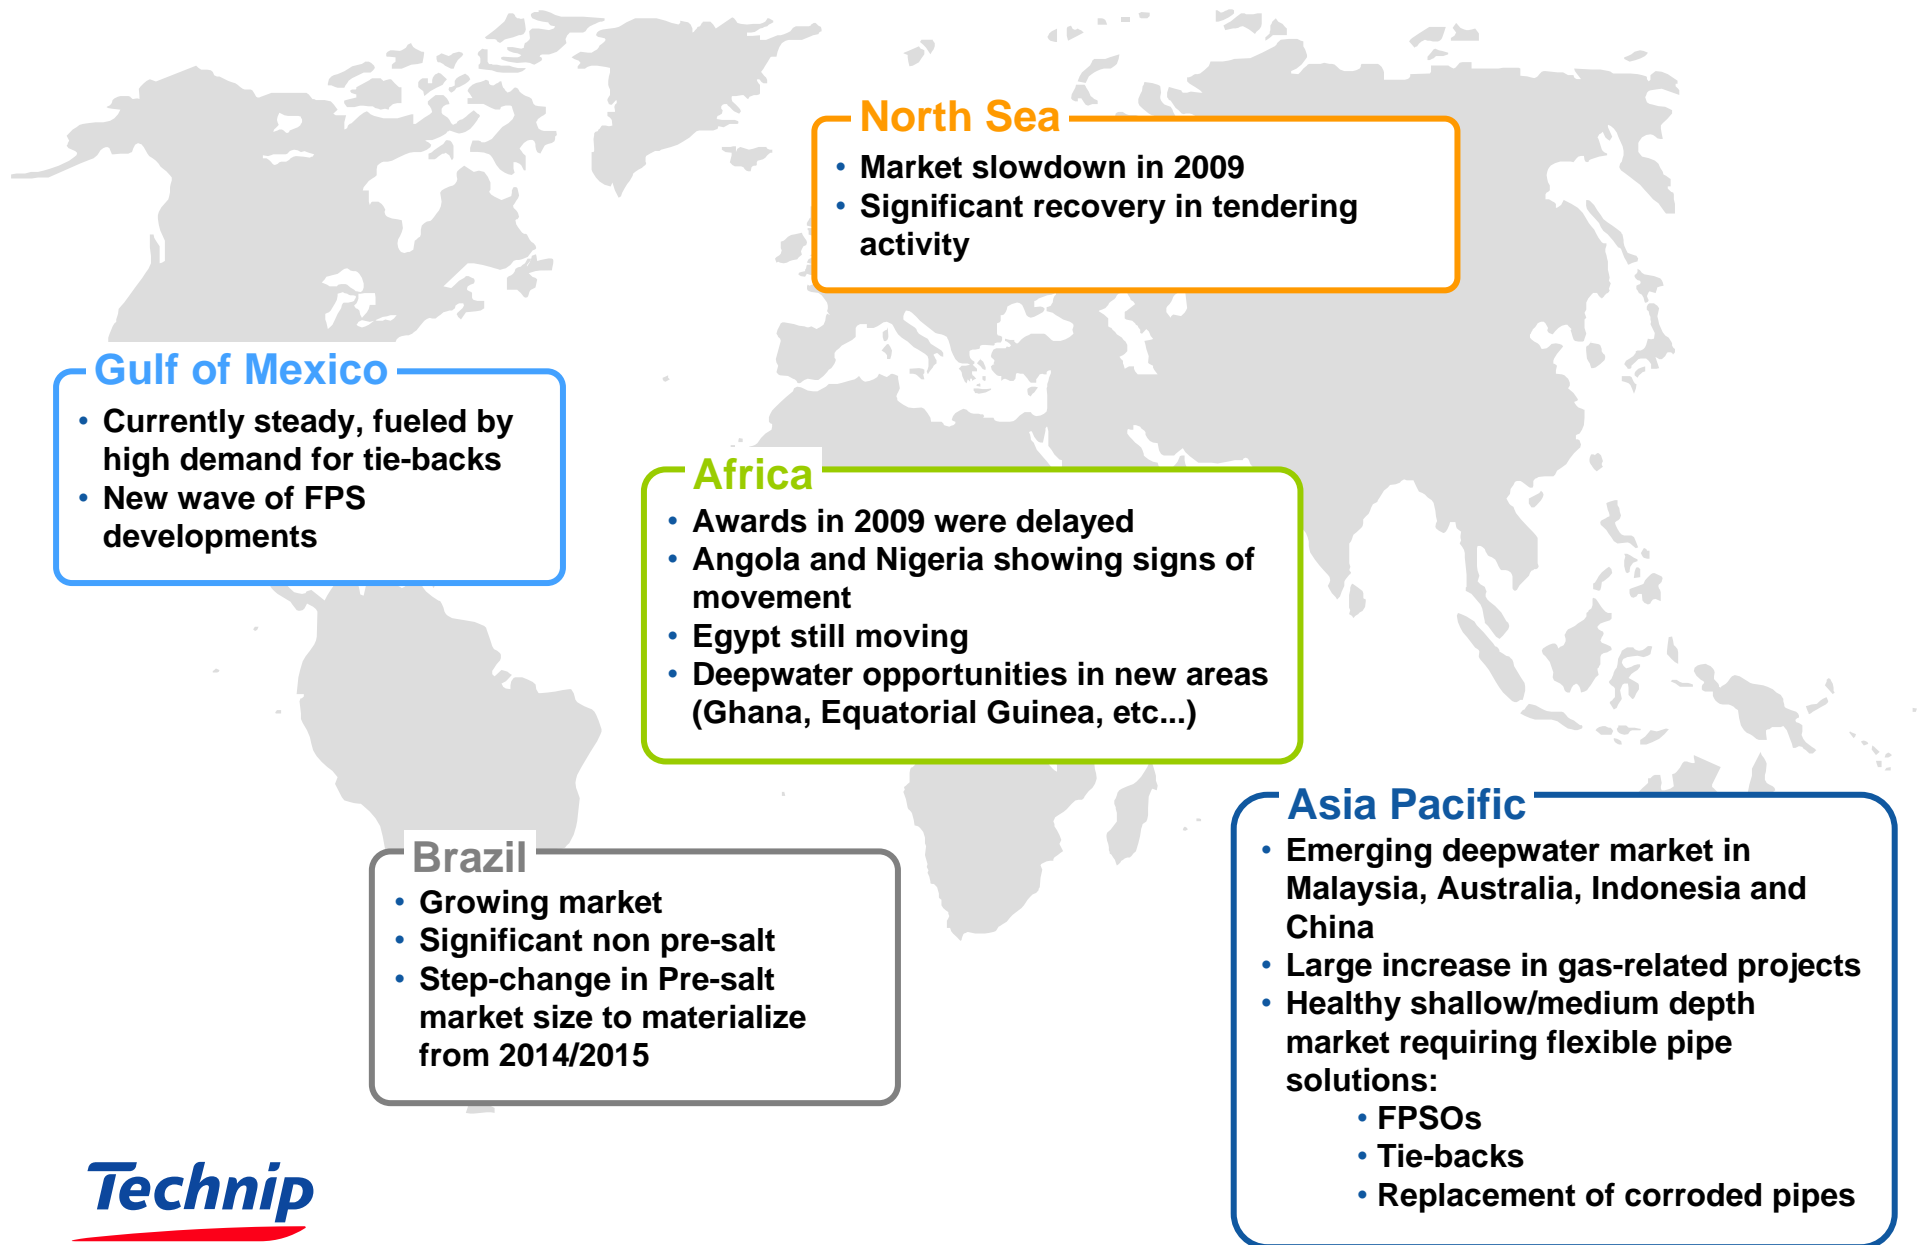 North Sea
• Market slowdown in 2009
• Significant recovery in tendering
activity
Gulf of Mexico
• Currently steady, fueled by
high demand for tie-backs
• New wave of FPS
developments
Africa
• Awards in 2009 were delayed
• Angola and Nigeria showing signs of
movement
• Egypt still moving
• Deepwater opportunities in new areas
(Ghana, Equatorial Guinea, etc...)
Brazil
• Growing market
• Significant non pre-salt
• Step-change in Pre-salt
market size to materialize
from 2014/2015
Asia Pacific
• Emerging deepwater market in
Malaysia, Australia, Indonesia and
China
• Large increase in gas-related projects
• Healthy shallow/medium depth
market requiring flexible pipe
solutions:
• FPSOs
• Tie-backs
• Replacement of corroded pipes
Technip